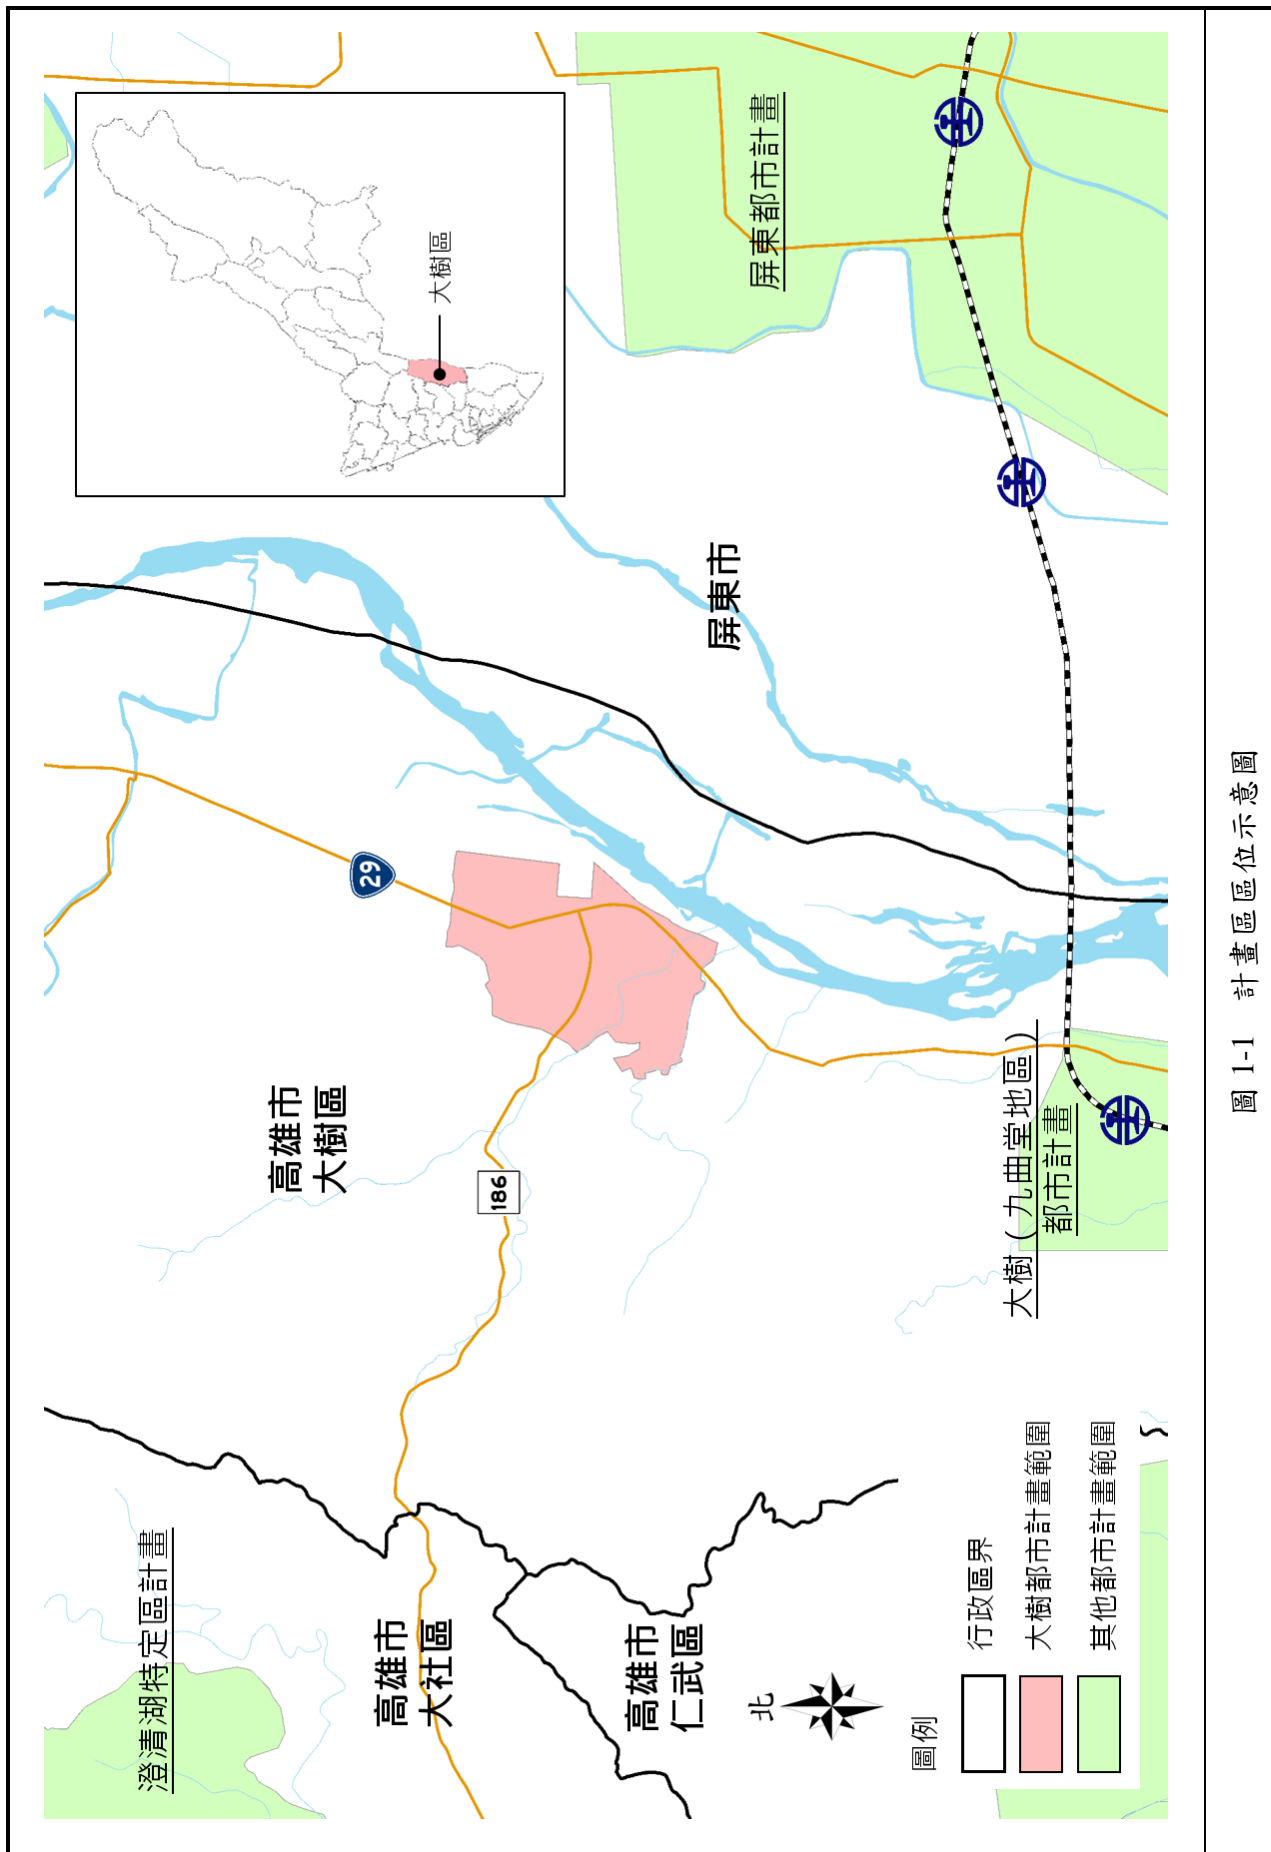 澄清湖特定區計畫
高雄市
大社區
高雄市
仁武區
北
圖例
行政區界
大樹都市計畫範圍
其他都市計畫範圍
186
高雄市
大樹區
29
大樹（九曲堂地區）
都市計畫
屏東市
大樹區
屏東都市計畫
圖 1-1 計畫區區位示意圖